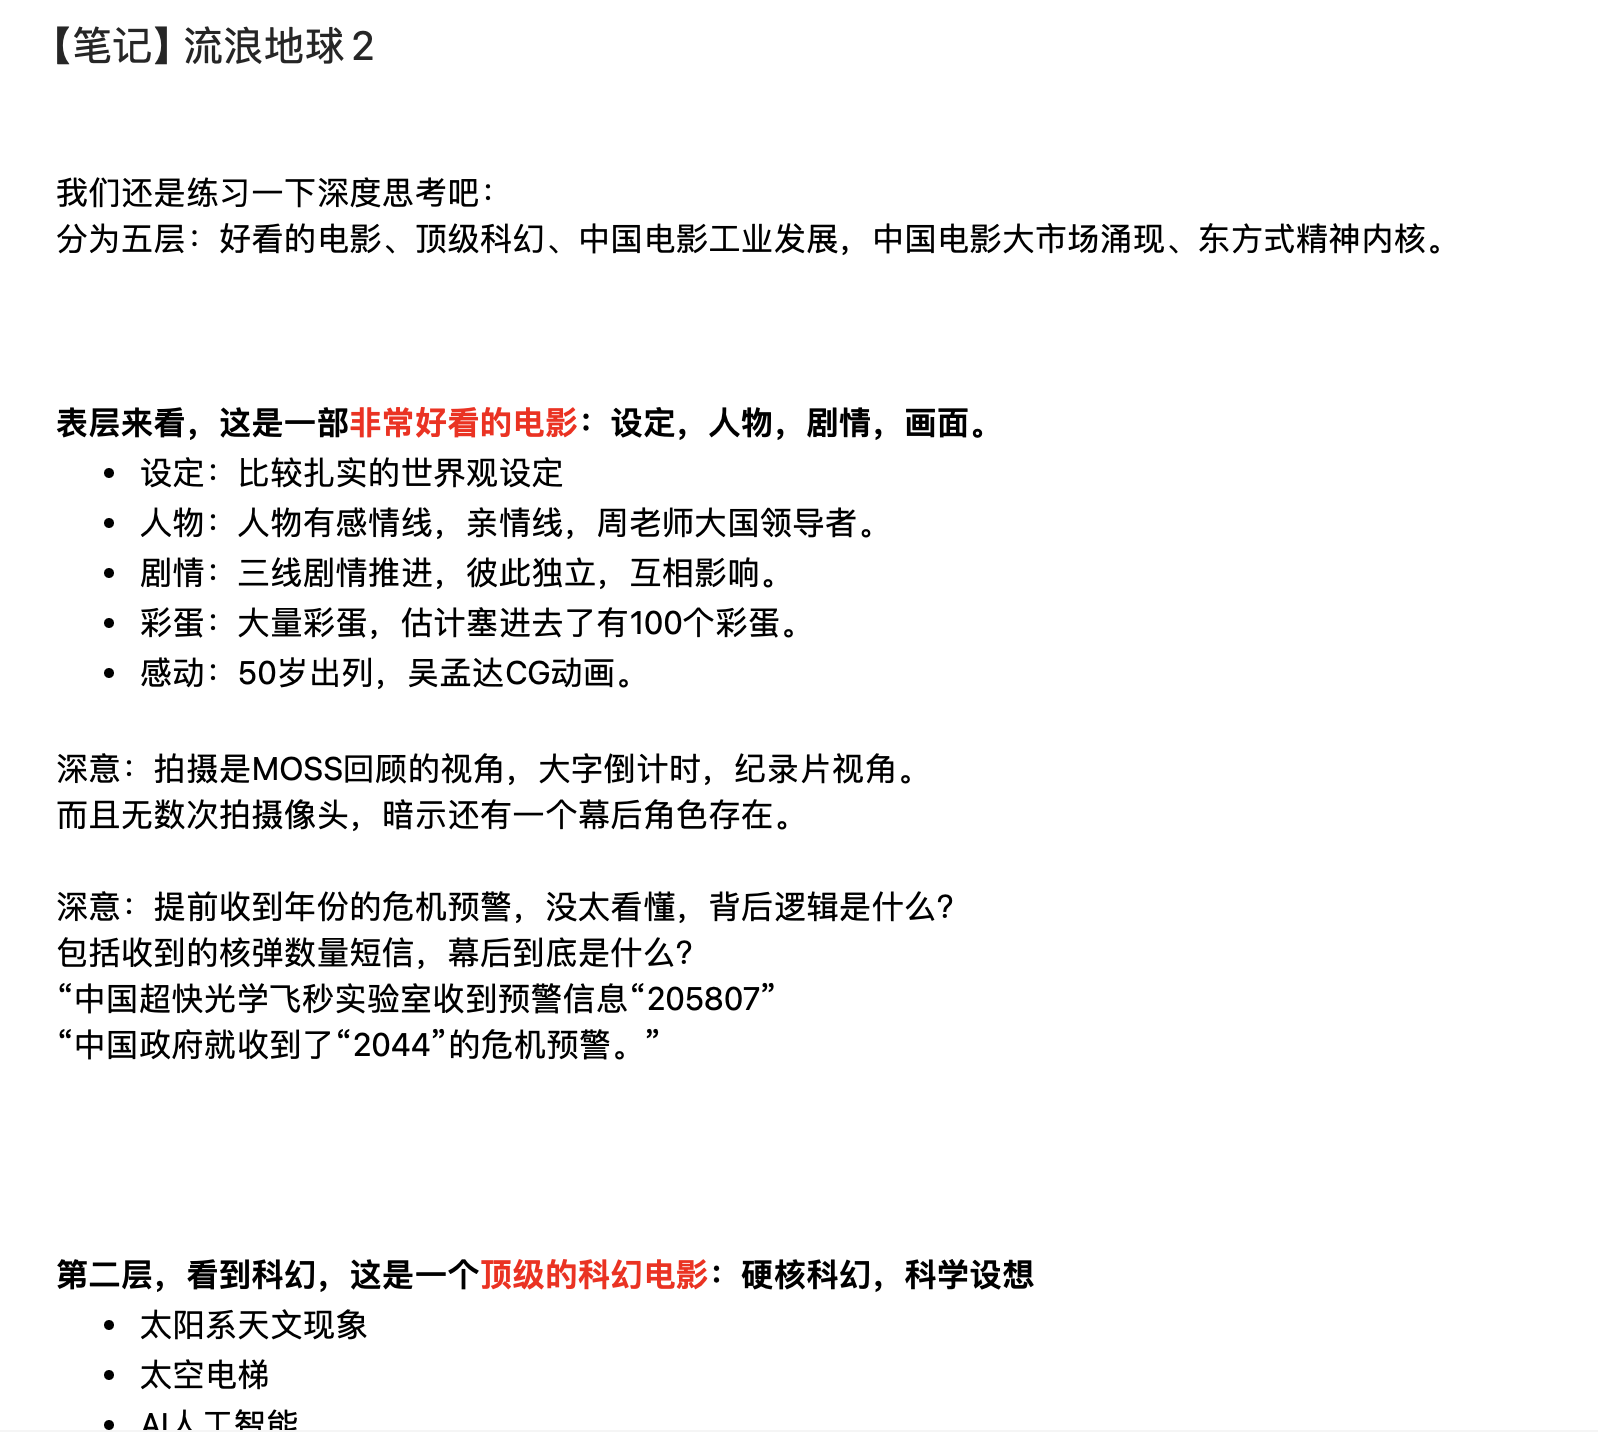 【笔记】流浪地球2
我们还是练习一下深度思考吧：
分为五层：好看的电影、顶级科幻、中国电影工业发展，中国电影大市场涌现、东方式精神内核。
表层来看，这是一部非常好看的电影：设定，人物，剧情，画面。
• 设定：比较扎实的世界观设定
• 人物：人物有感情线，亲情线，周老师大国领导者。
• 剧情：三线剧情推进，彼此独立，互相影响。
• 彩蛋：大量彩蛋，估计塞进去了有100个彩蛋。
• 感动：50岁出列，吴孟达CG动画。
深意：拍摄是MOSS回顾的视角，大字倒计时，纪录片视角。
而且无数次拍摄像头，暗示还有一个幕后角色存在。
深意：提前收到年份的危机预警，没太看懂，背后逻辑是什么？
包括收到的核弹数量短信，幕后到底是什么？
“中国超快光学飞秒实验室收到预警信息“205807”
“中国政府就收到了“2044”的危机预警。”
第二层，看到科幻，这是一个顶级的科幻电影：硬核科幻，科学设想
• 太阳系天文现象
• 太空电梯
• AI人工智能